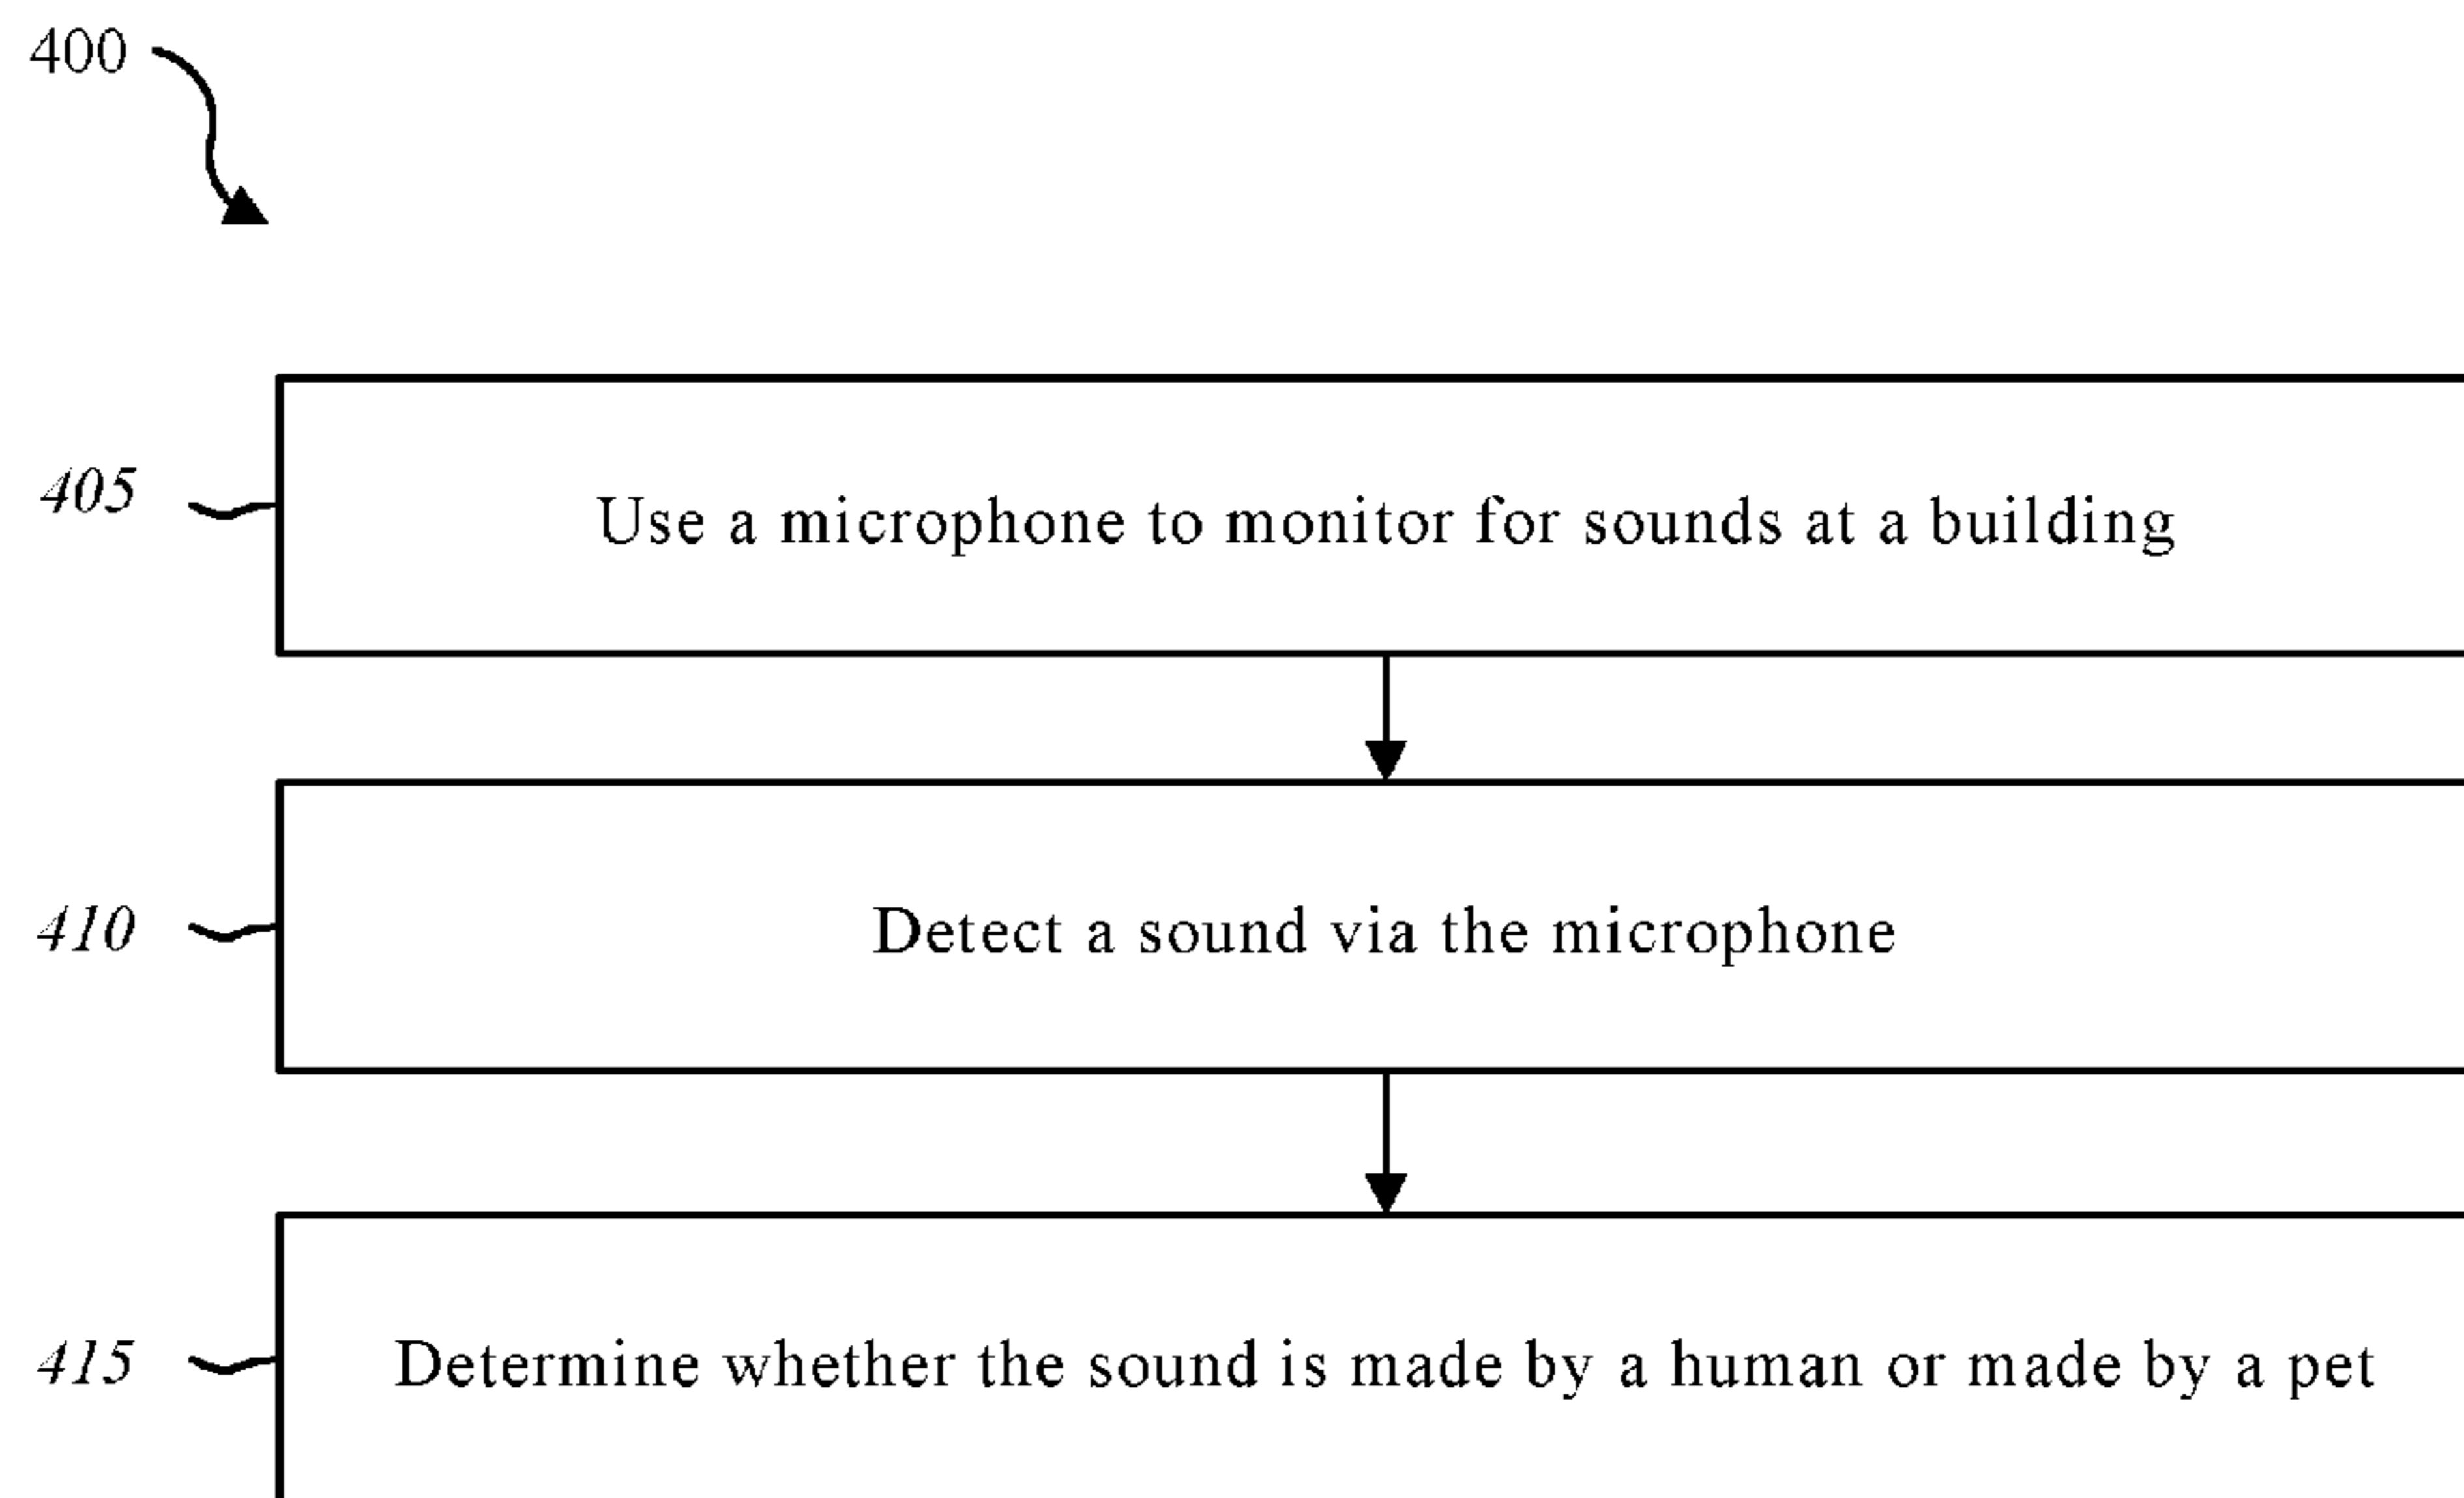 400
405
Use a microphone to monitor for sounds at a building
410
Detect a sound via the microphone
415
Determine whether the sound is made by a human or made by a pet